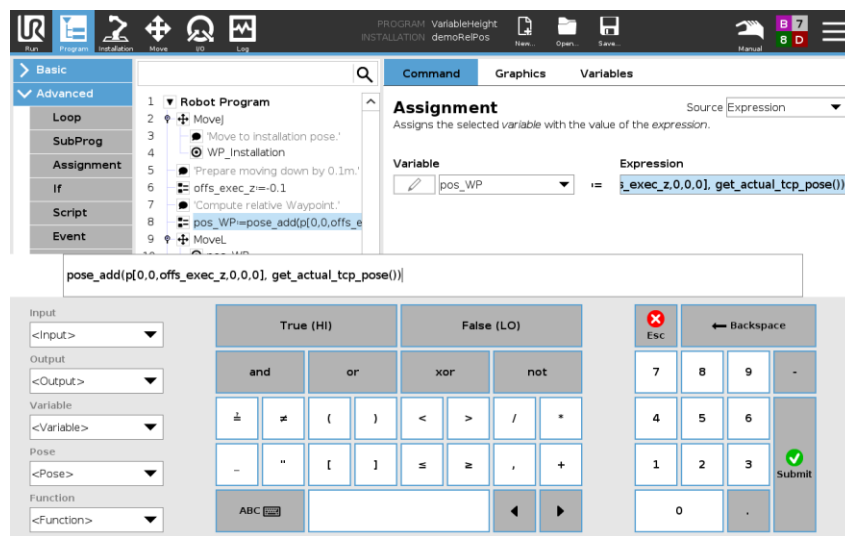 PROGRAM VariableHeight
INSTALLATION demoRelPos
Run Program Installation Move I/O Log New... Open... Save... Manual B 7 8 D
Basic
Advanced
Loop
SubProg
Assignment
If
Script
Event
1 Robot Program
2 MoveJ
3 'Move to installation pose.'
4 WP_Installation
5 'Prepare moving down by 0.1m.'
6 offs_exec_z≔-0.1
7 'Compute relative Waypoint.'
8 pos_WP≔pose_add(p[0,0,offs_e
9 MoveL
10 pos_WP
Command Graphics Variables
Assignment
Source Expression
Assigns the selected variable with the value of the expression.
Variable Expression
pos_WP ≔ s_exec_z,0,0,0], get_actual_tcp_pose())
pose_add(p[0,0,offs_exec_z,0,0,0], get_actual_tcp_pose())
Input
<Input>
Output
<Output>
Variable
<Variable>
Pose
<Pose>
Function
<Function>
True (HI) False (LO)
and or xor not
≟ ≠ ( ) < > / *
_ " [ ] ≤ ≥ , +
ABC
Esc Backspace
7 8 9 -
4 5 6
1 2 3 Submit
0 .